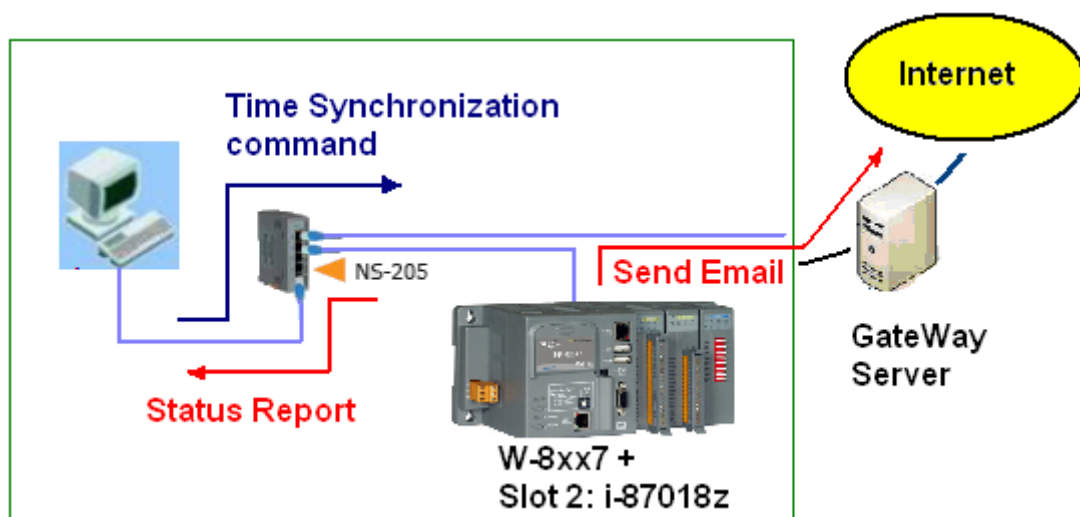 Internet
Time Synchronization
command
NS-205
Send Email
GateWay
Server
Status Report
W-8xx7 +
Slot 2: i-87018z